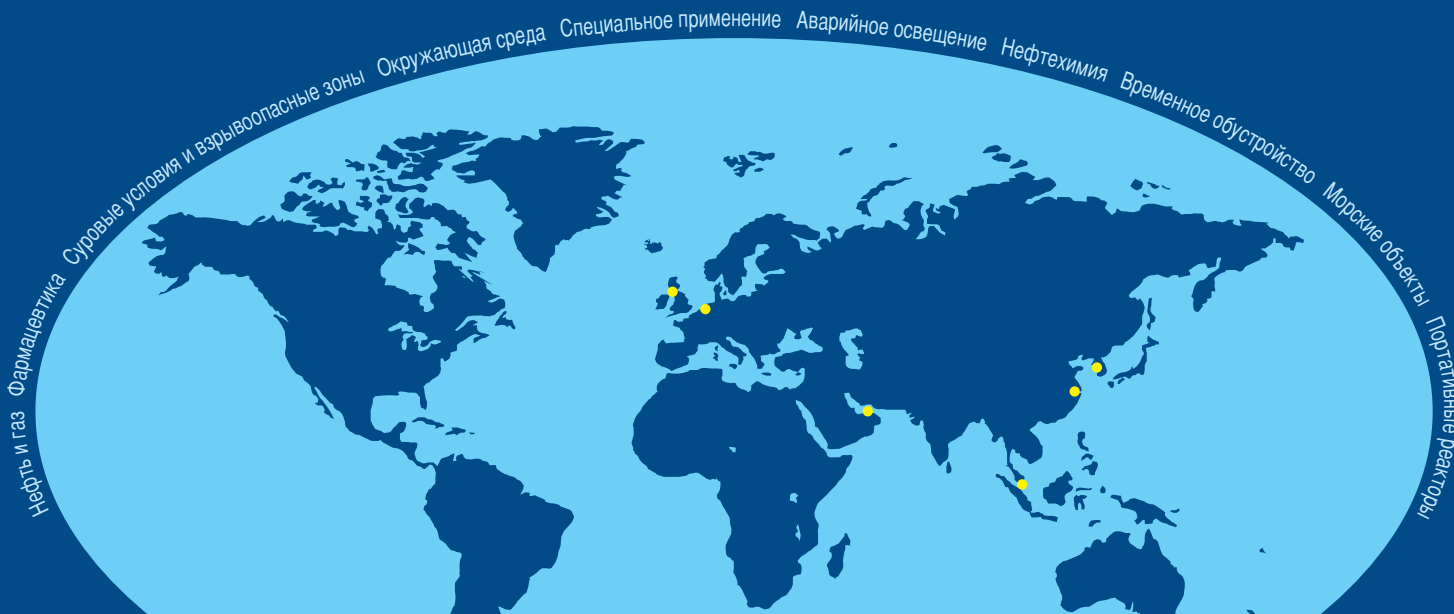 Нефть и газ Фармацевтика Суровые условия и взрывоопасные зоны Окружающая среда Специальное применение Аварийное освещение Нефтехимия Временное обустройство Морские объекты Портативные реакторы